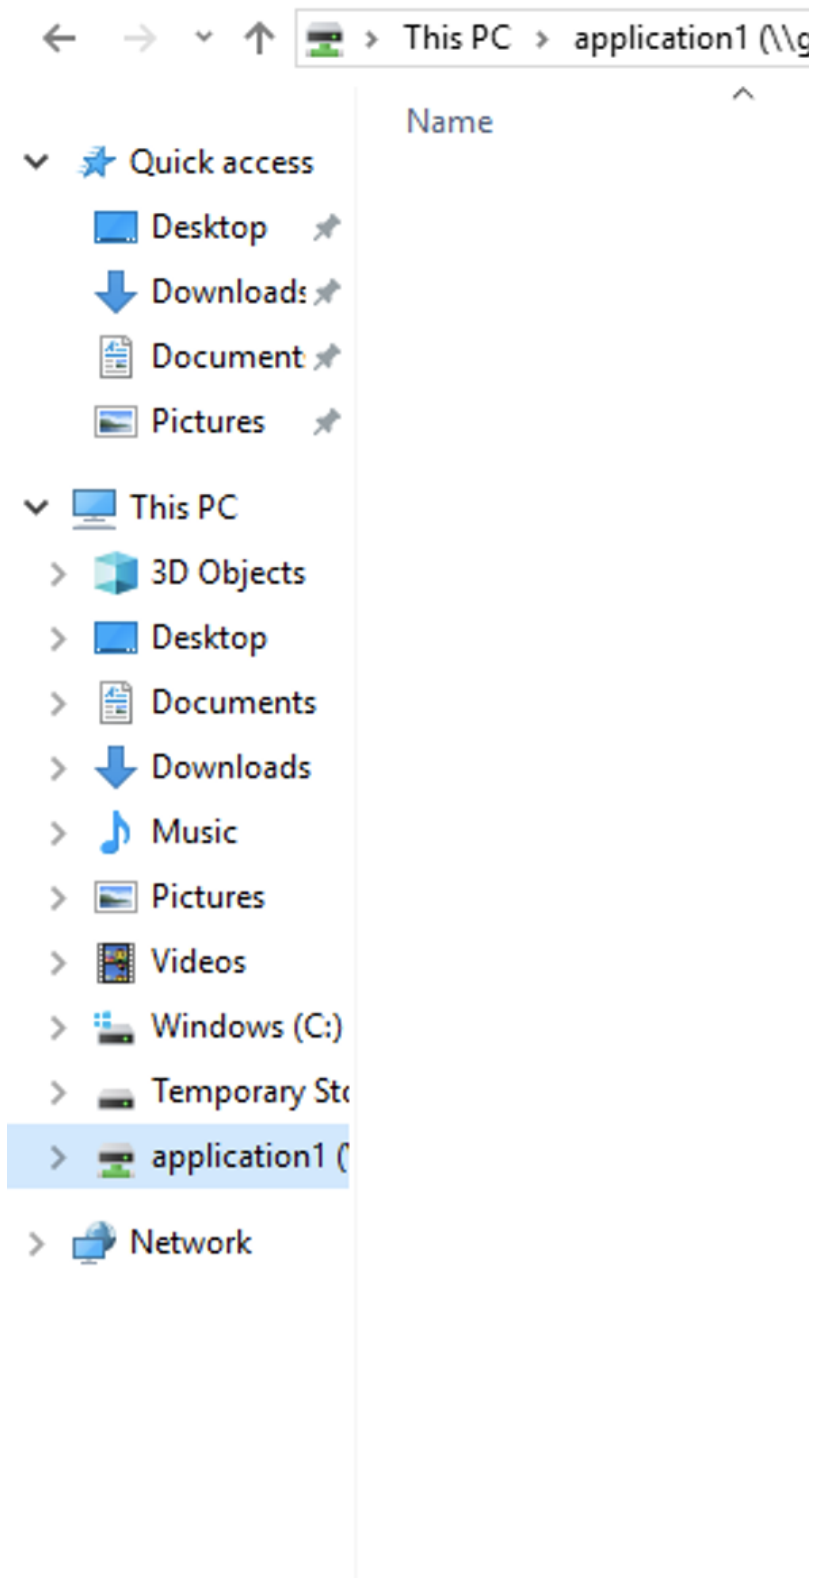 This PC > application1 (\\g
Name
Quick access
Desktop
Downloads
Document
Pictures
This PC
3D Objects
Desktop
Documents
Downloads
Music
Pictures
Videos
Windows (C:)
Temporary Sto
application1 (\
Network